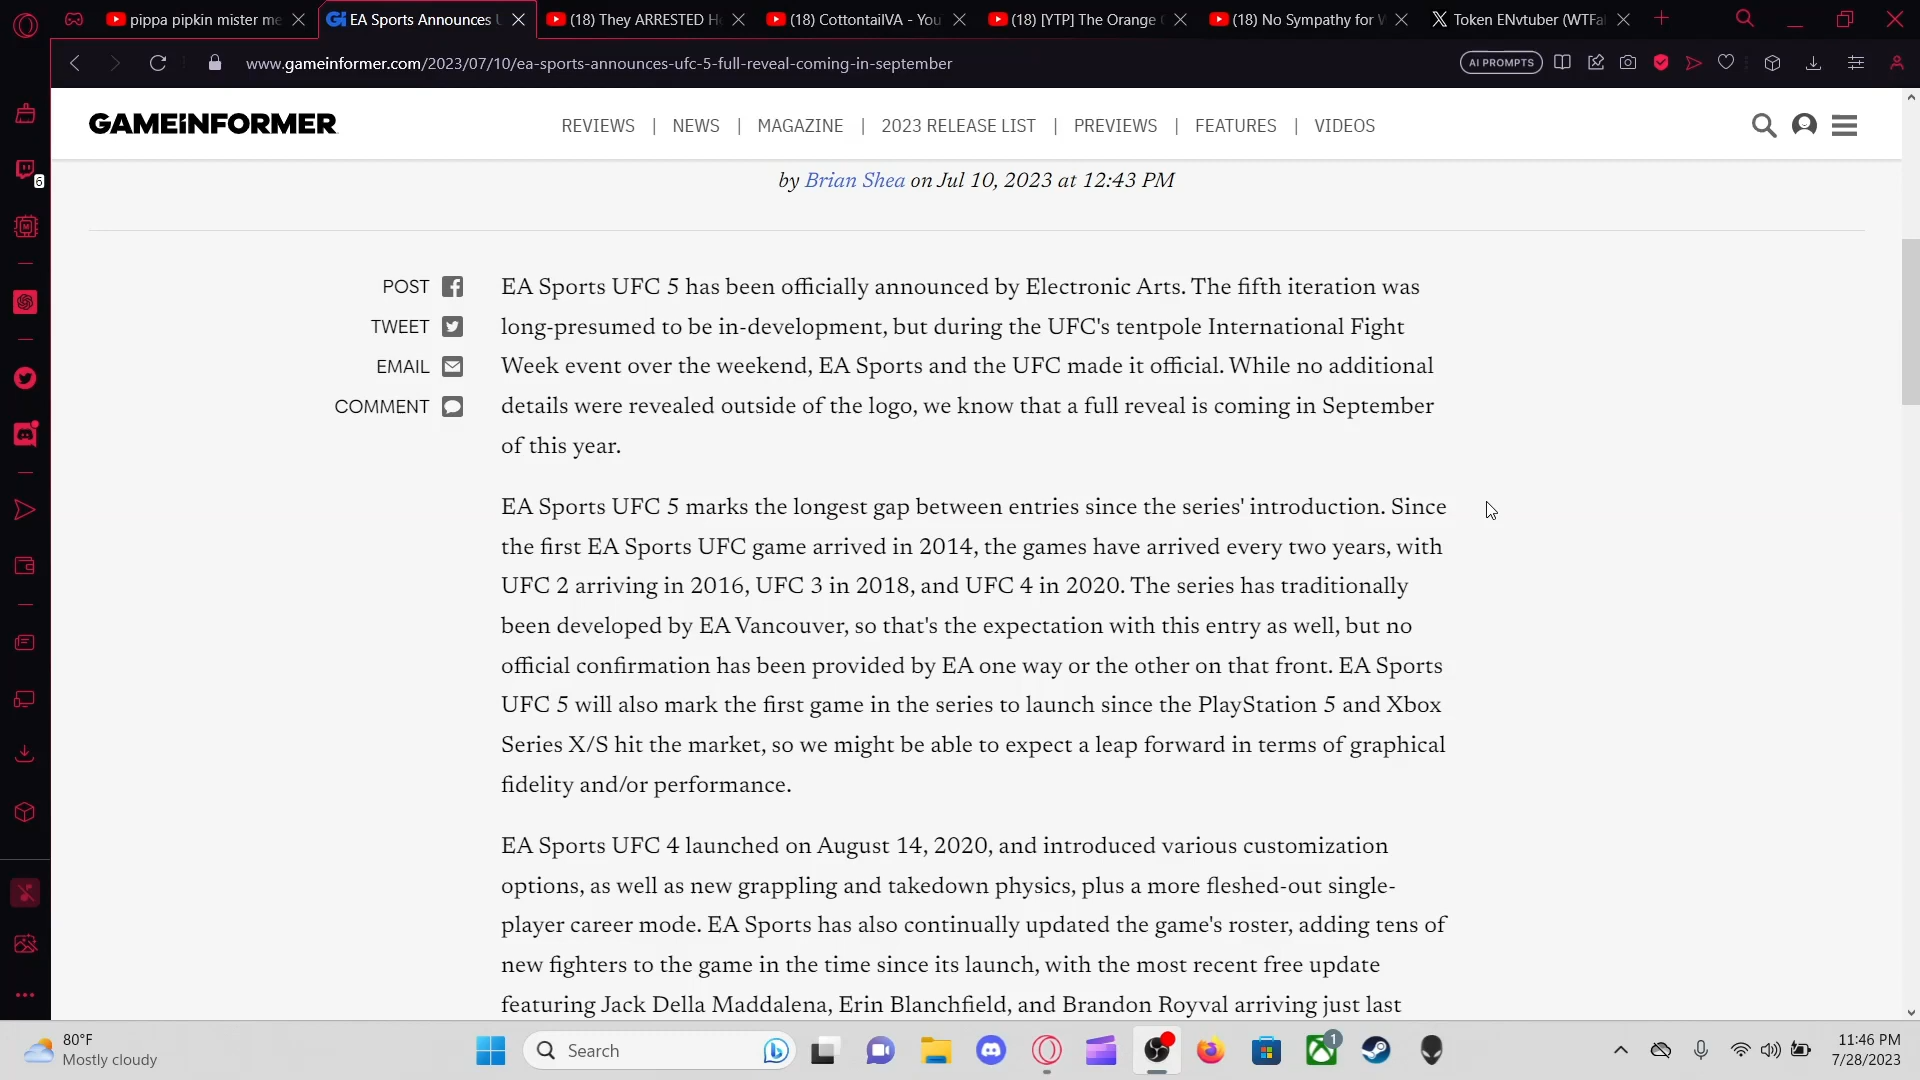 pippa pipkin mister me
EA Sports Announces U
(18) They ARRESTED H
(18) CottontailVA - You
(18) [YTP] The Orange
(18) No Sympathy for
Token ENvtuber (WTFa
www.gameinformer.com/2023/07/10/ea-sports-announces-ufc-5-full-reveal-coming-in-september
AI PROMPTS
GAMEINFORMER
REVIEWS | NEWS | MAGAZINE | 2023 RELEASE LIST | PREVIEWS | FEATURES | VIDEOS
6
by Brian Shea on Jul 10, 2023 at 12:43 PM
POST
TWEET
EMAIL
COMMENT
EA Sports UFC 5 has been officially announced by Electronic Arts. The fifth iteration was
long-presumed to be in-development, but during the UFC's tentpole International Fight
Week event over the weekend, EA Sports and the UFC made it official. While no additional
details were revealed outside of the logo, we know that a full reveal is coming in September
of this year.
EA Sports UFC 5 marks the longest gap between entries since the series' introduction. Since
the first EA Sports UFC game arrived in 2014, the games have arrived every two years, with
UFC 2 arriving in 2016, UFC 3 in 2018, and UFC 4 in 2020. The series has traditionally
been developed by EA Vancouver, so that's the expectation with this entry as well, but no
official confirmation has been provided by EA one way or the other on that front. EA Sports
UFC 5 will also mark the first game in the series to launch since the PlayStation 5 and Xbox
Series X/S hit the market, so we might be able to expect a leap forward in terms of graphical
fidelity and/or performance.
EA Sports UFC 4 launched on August 14, 2020, and introduced various customization
options, as well as new grappling and takedown physics, plus a more fleshed-out single-
player career mode. EA Sports has also continually updated the game's roster, adding tens of
new fighters to the game in the time since its launch, with the most recent free update
featuring Jack Della Maddalena, Erin Blanchfield, and Brandon Royval arriving just last
80°F
Mostly cloudy
Search
1
11:46 PM
7/28/2023